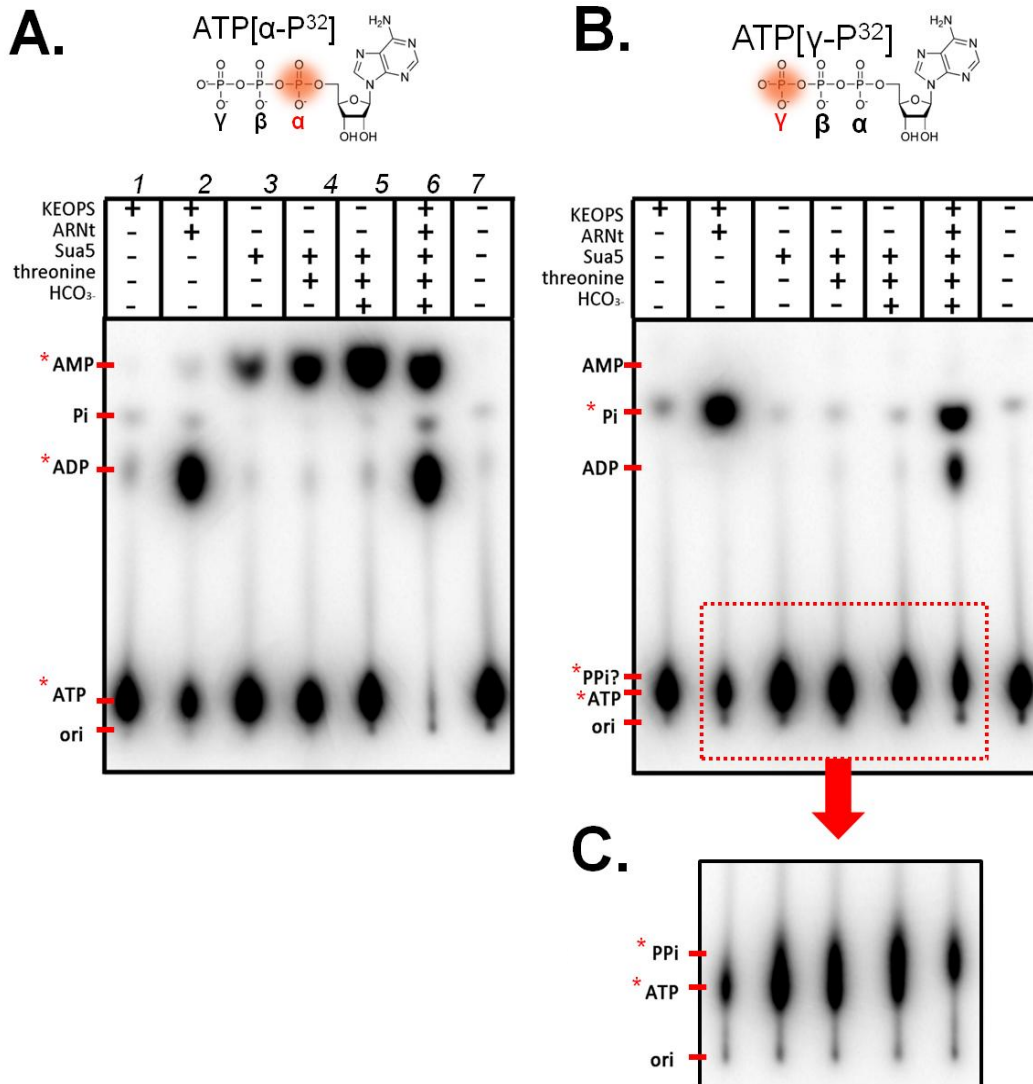 A.
ATP[α-P32]
NH2
N
N
N
N
O
O
O
O- P O P O P O
O
O- O- O-
γ β α
OH OH
1 2 3 4 5 6 7
KEOPS + + - - - + -
ARNt - + - - - + -
Sua5 - - + + + + -
threonine - - - + + + -
HCO3- - - - - + + -
* AMP
Pi
* ADP
* ATP
ori
B.
ATP[γ-P32]
NH2
N
N
N
N
O
O
O
O- P O P O P O
O
O- O- O-
γ β α
OH OH
KEOPS + + - - - + -
ARNt - + - - - + -
Sua5 - - + + + + -
threonine - - - + + + -
HCO3- - - - - + + -
AMP
* Pi
ADP
* PPi?
* ATP
ori
C.
* PPi
* ATP
ori